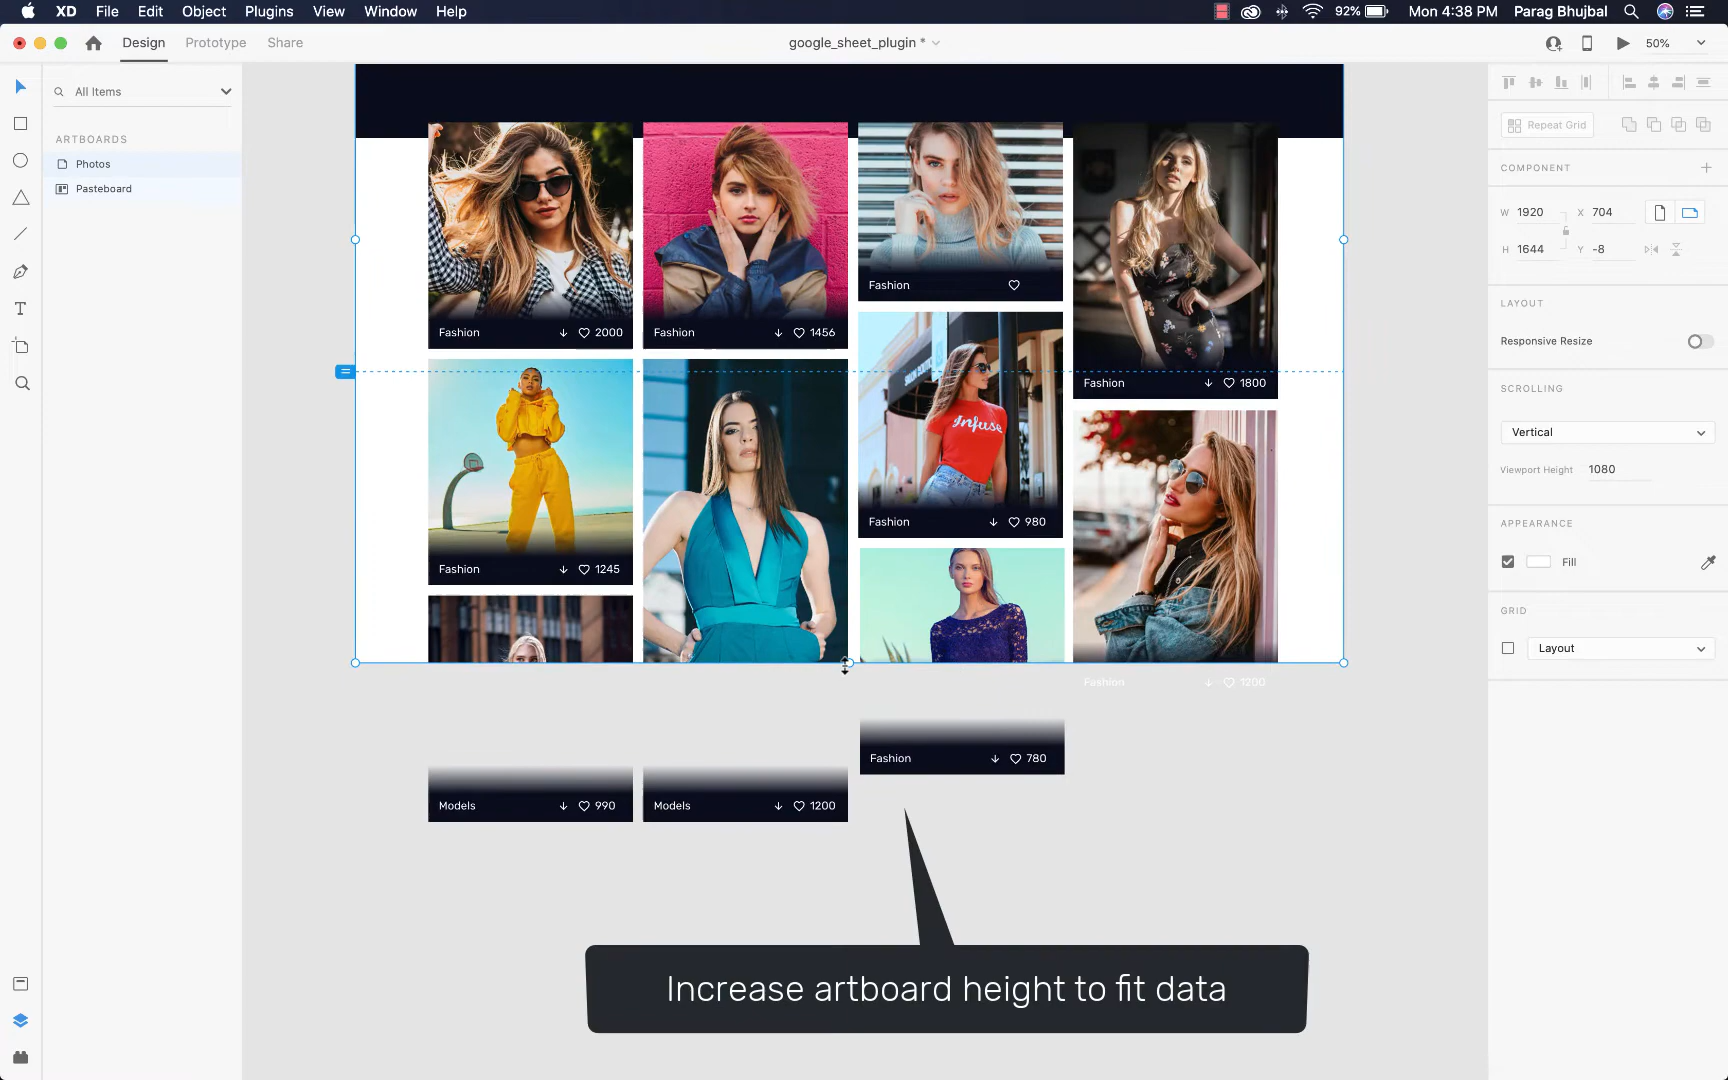 XD File Edit Object Plugins View Window Help
92% Mon 4:38 PM Parag Bhujbal
Design Prototype Share
google_sheet_plugin *
50%
All Items
ARTBOARDS
Photos
Pasteboard
Fashion 2000
Fashion 1456
Fashion
Fashion 1800
Infuse
Fashion 980
Fashion 1245
Fashion 1200
Fashion 780
Models 990
Models 1200
Increase artboard height to fit data
Repeat Grid
COMPONENT
W 1920 X 704
H 1644 Y -8
LAYOUT
Responsive Resize
SCROLLING
Vertical
Viewport Height 1080
APPEARANCE
Fill
GRID
Layout